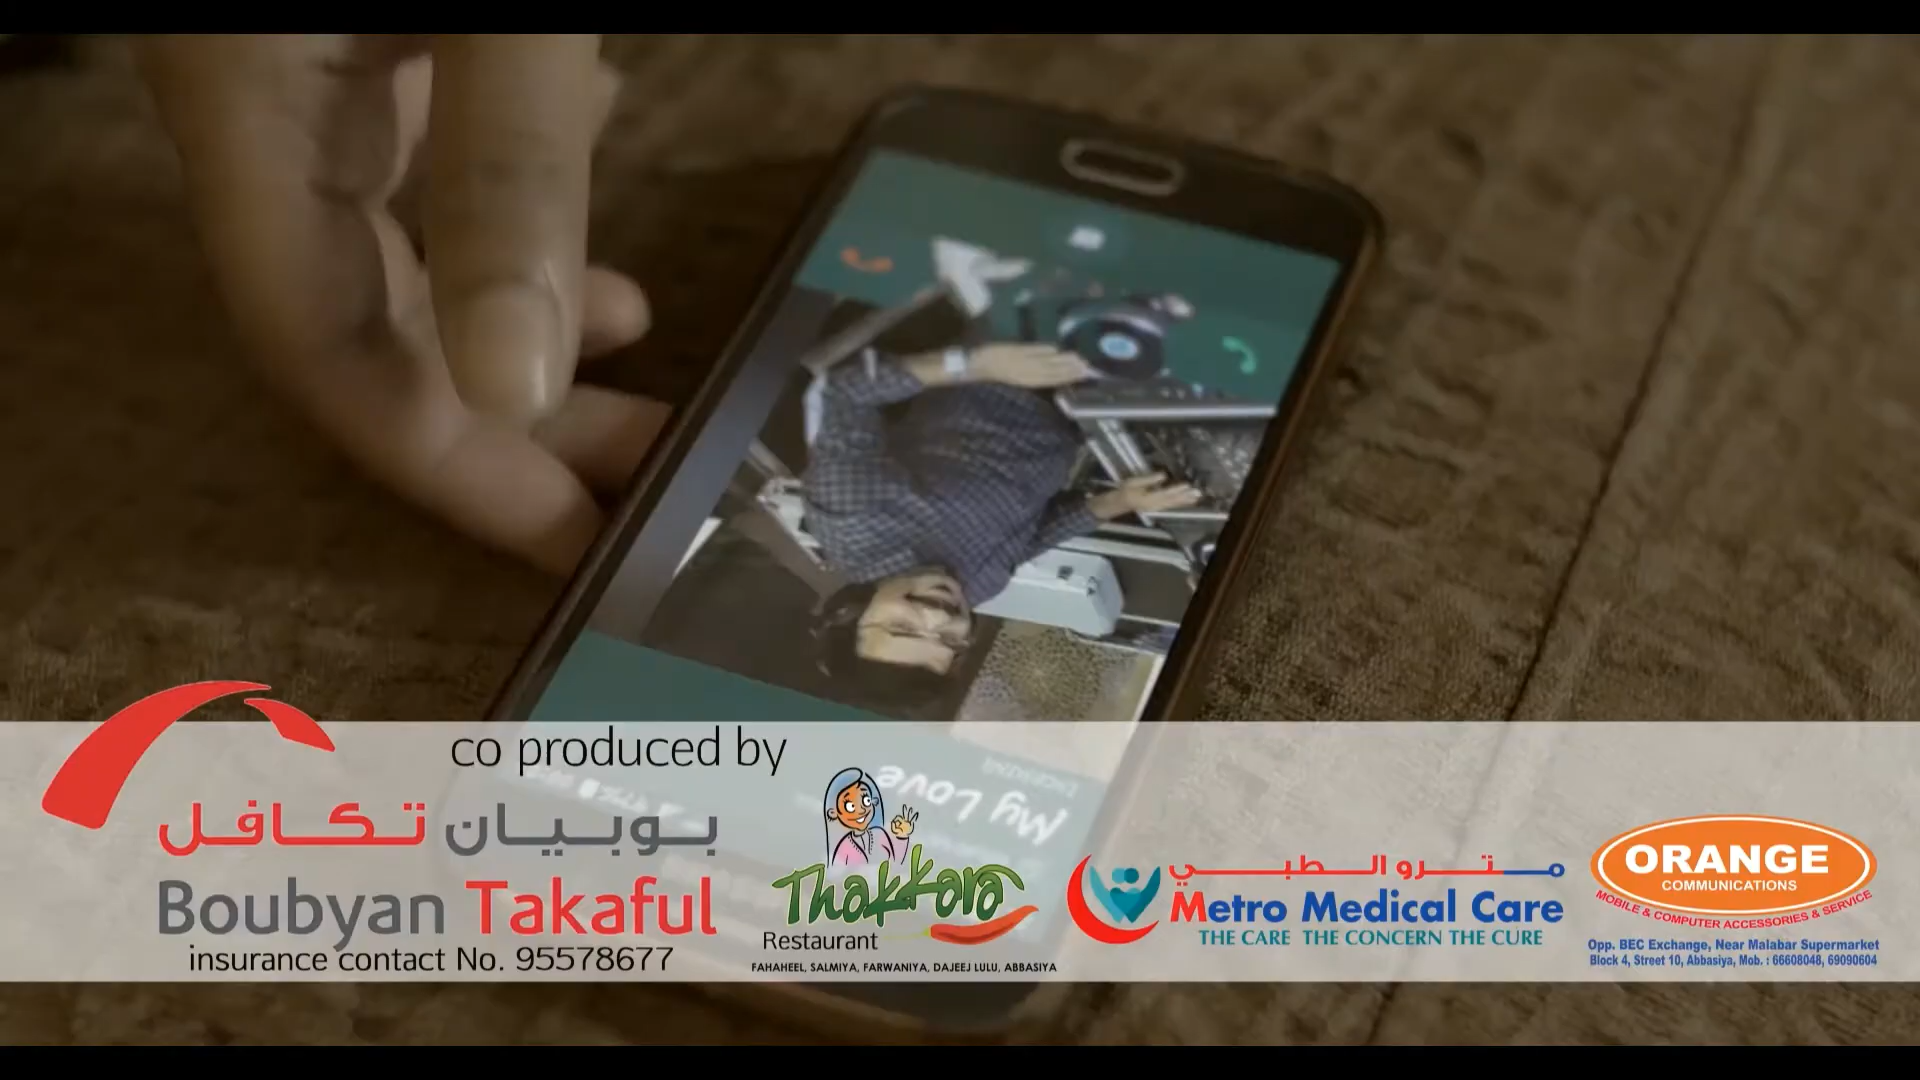 co produced by
بوبيان تكافل
Boubyan Takaful
insurance contact No. 95578677
My Love
INCOMING
Thakkara
Restaurant
FAHAHEEL, SALMIYA, FARWANIYA, DAJEEJ LULU, ABBASIYA
مترو الطبي
Metro Medical Care
THE CARE THE CONCERN THE CURE
ORANGE
COMMUNICATIONS
MOBILE & COMPUTER ACCESSORIES & SERVICE
Opp. BEC Exchange, Near Malabar Supermarket
Block 4, Street 10, Abbasiya, Mob. : 66608048, 69090604